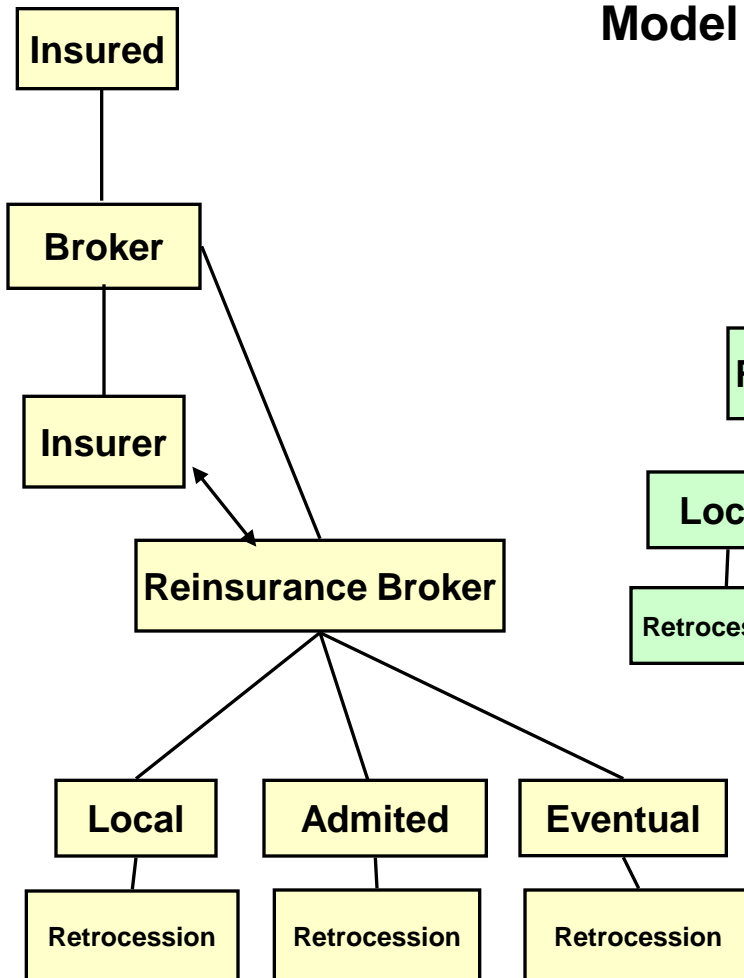 Model
Insured
Broker
Insurer
Reinsurance Broker
Local Admited Eventual
Retrocession Retrocession Retrocession